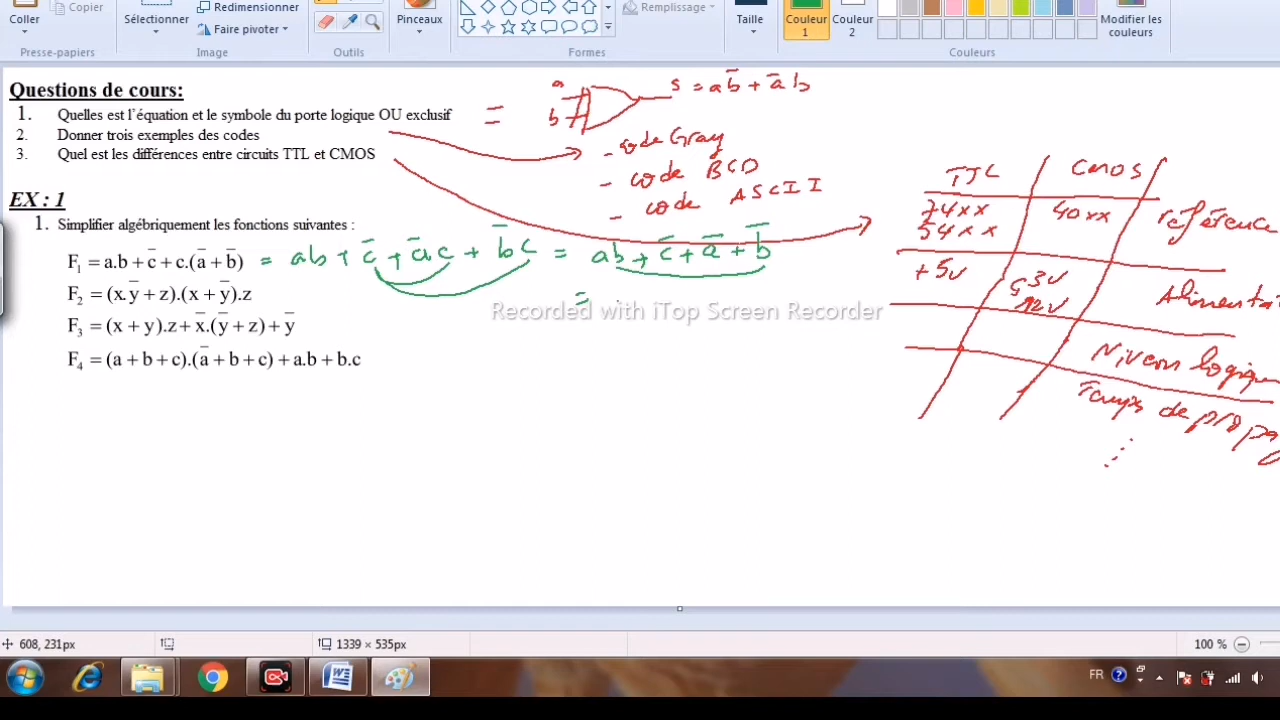 Coller
Copier
Presse-papiers
Sélectionner
Redimensionner
Faire pivoter
Image
Outils
Pinceaux
Remplissage
Formes
Taille
Couleur 1
Couleur 2
Modifier les couleurs
Couleurs
Questions de cours:
1. Quelles est l'équation et le symbole du porte logique OU exclusif
= a b S = ab̅ + a̅b
2. Donner trois exemples des codes
3. Quel est les différences entre circuits TTL et CMOS
- code Gray
- code BCD
- code ASCII
TTL CMOS
74xx 40xx référence
54xx
+5v 3v
12v
Niveau logique
Temps de propag
EX : 1
1. Simplifier algébriquement les fonctions suivantes :
F₁ = a.b + c̅ + c.(a̅ + b̅) = ab + c̅ + a̅c + b̅c = ab + c̅ + a̅ + b̅
=
F₂ = (x.y̅ + z).(x + y̅).z
F₃ = (x + y).z + x̅.(y̅ + z) + y̅
F₄ = (a + b + c).(a̅ + b + c) + a.b + b.c
Recorded with iTop Screen Recorder
608, 231px
1339 × 535px
100 %
FR